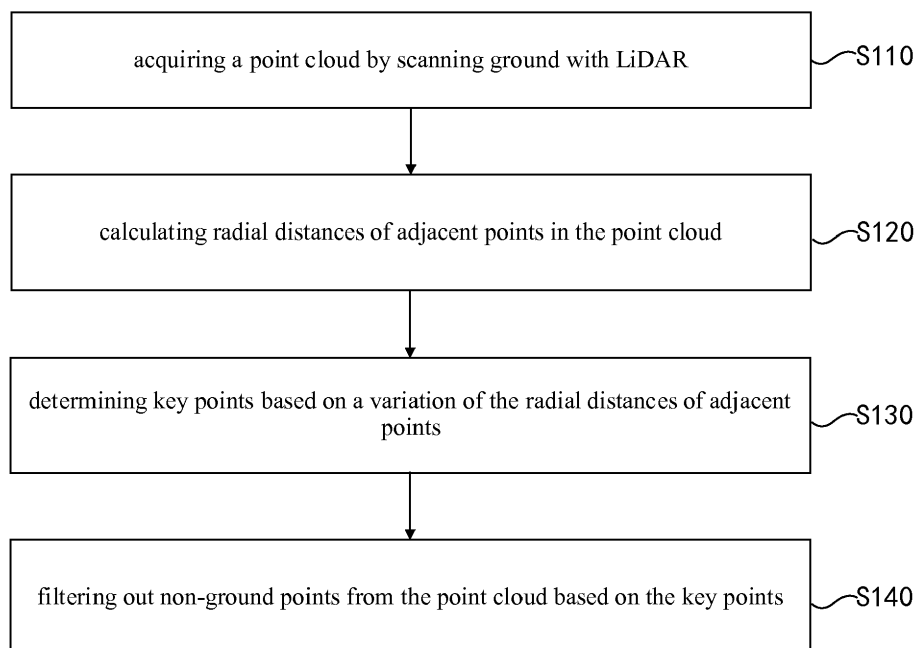 acquiring a point cloud by scanning ground with LiDAR
S110
calculating radial distances of adjacent points in the point cloud
S120
determining key points based on a variation of the radial distances of adjacent
points
S130
filtering out non-ground points from the point cloud based on the key points
S140